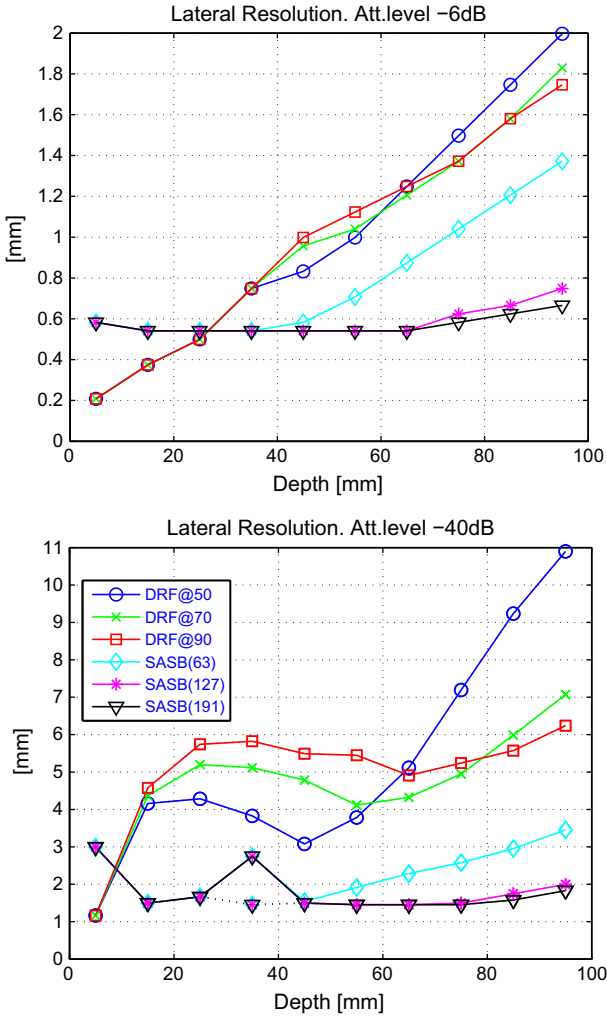 Lateral Resolution. Att.level −6dB
2
1.8
1.6
1.4
1.2
1
0.8
0.6
0.4
0.2
0
[mm]
0 20 40 60 80 100
Depth [mm]
Lateral Resolution. Att.level −40dB
11
10
9
8
7
6
5
4
3
2
1
0
[mm]
DRF@50
DRF@70
DRF@90
SASB(63)
SASB(127)
SASB(191)
0 20 40 60 80 100
Depth [mm]